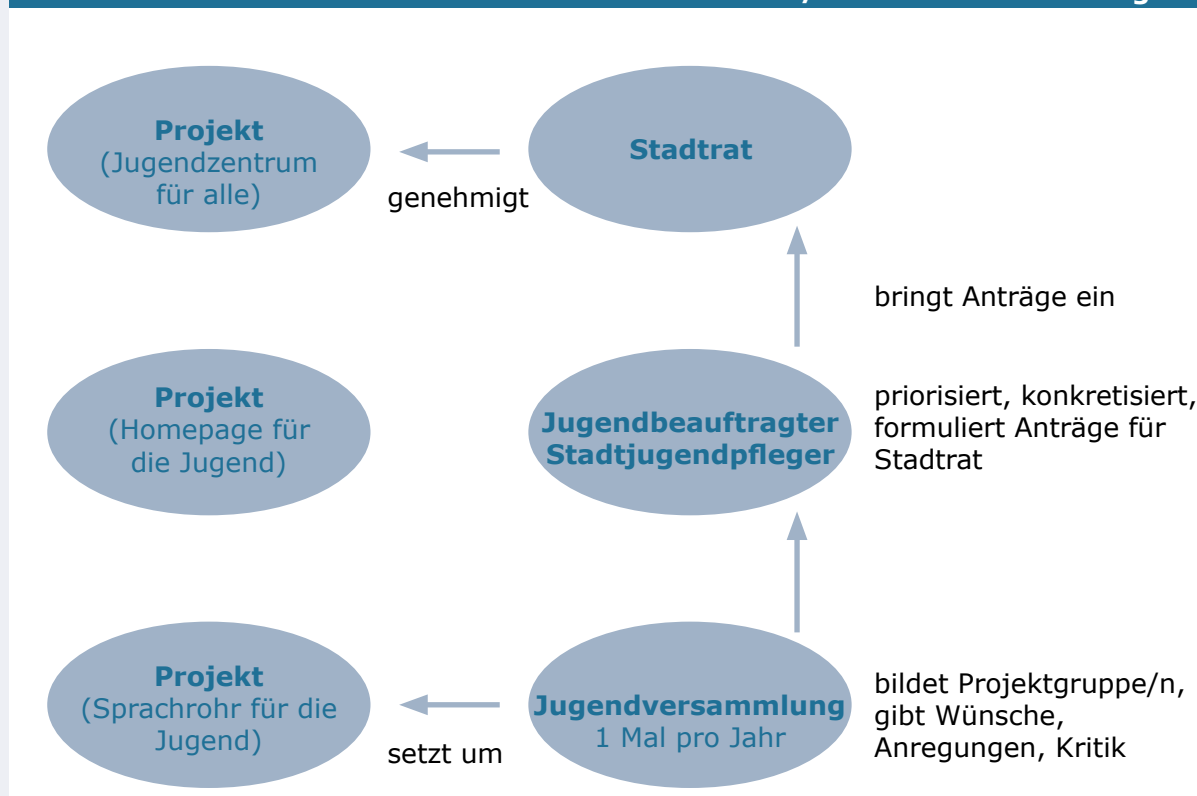 Projekt
(Jugendzentrum
für alle)
genehmigt
Stadtrat
bringt Anträge ein
Projekt
(Homepage für
die Jugend)
Jugendbeauftragter
Stadtjugendpfleger
priorisiert, konkretisiert,
formuliert Anträge für
Stadtrat
Projekt
(Sprachrohr für die
Jugend)
setzt um
Jugendversammlung
1 Mal pro Jahr
bildet Projektgruppe/n,
gibt Wünsche,
Anregungen, Kritik